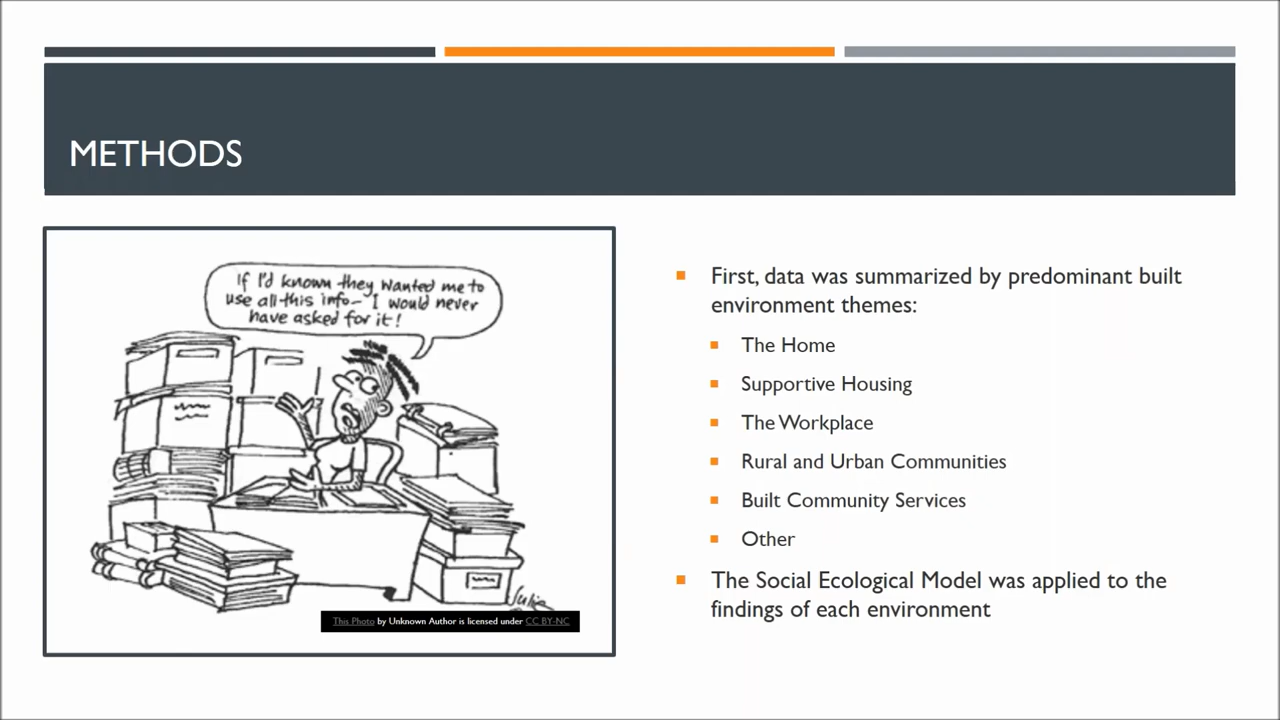 METHODS
If I'd known they wanted me to
use all this info - I would never
have asked for it!
Julie
This Photo by Unknown Author is licensed under CC BY-NC
First, data was summarized by predominant built
environment themes:
The Home
Supportive Housing
The Workplace
Rural and Urban Communities
Built Community Services
Other
The Social Ecological Model was applied to the
findings of each environment